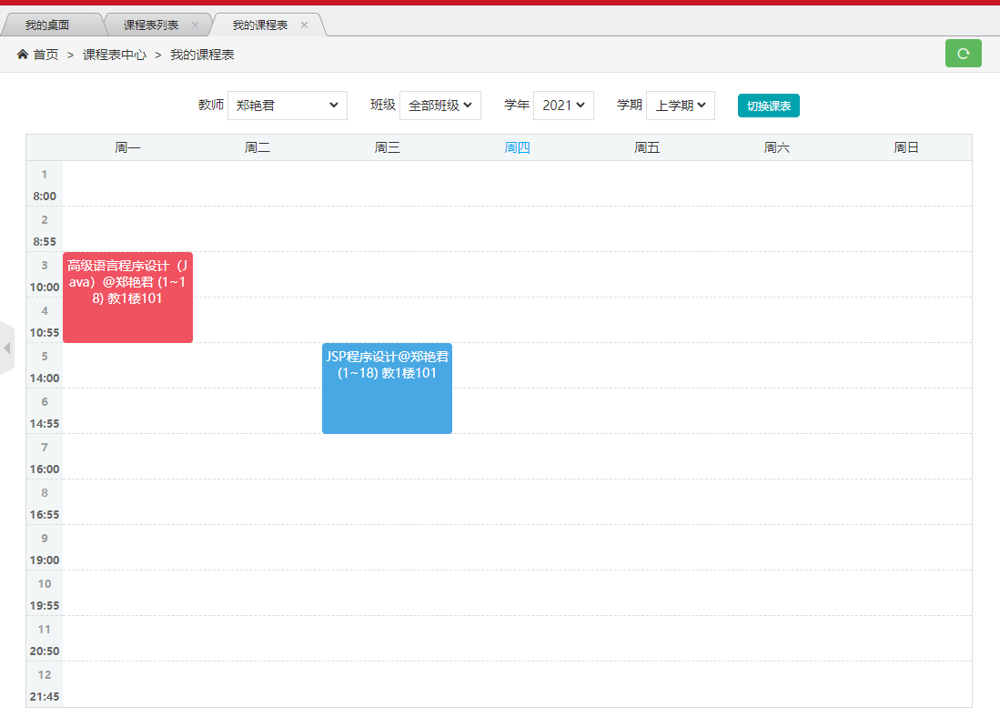 我的桌面 课程表列表 × 我的课程表 ×
首页 > 课程表中心 > 我的课程表
教师 郑艳君 班级 全部班级 学年 2021 学期 上学期 切换课表
周一 周二 周三 周四 周五 周六 周日
1
8:00
2
8:55
3
10:00
4
10:55
高级语言程序设计（J
ava）@郑艳君 (1~1
8) 教1楼101
5
14:00
6
14:55
JSP程序设计@郑艳君
(1~18) 教1楼101
7
16:00
8
16:55
9
19:00
10
19:55
11
20:50
12
21:45